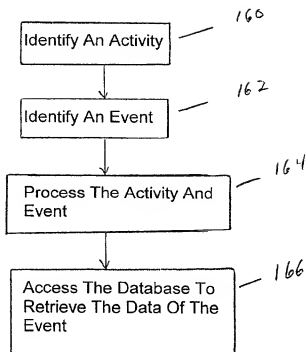 Identify An Activity
160
Identify An Event
162
Process The Activity And
Event
164
Access The Database To
Retrieve The Data Of The
Event
166